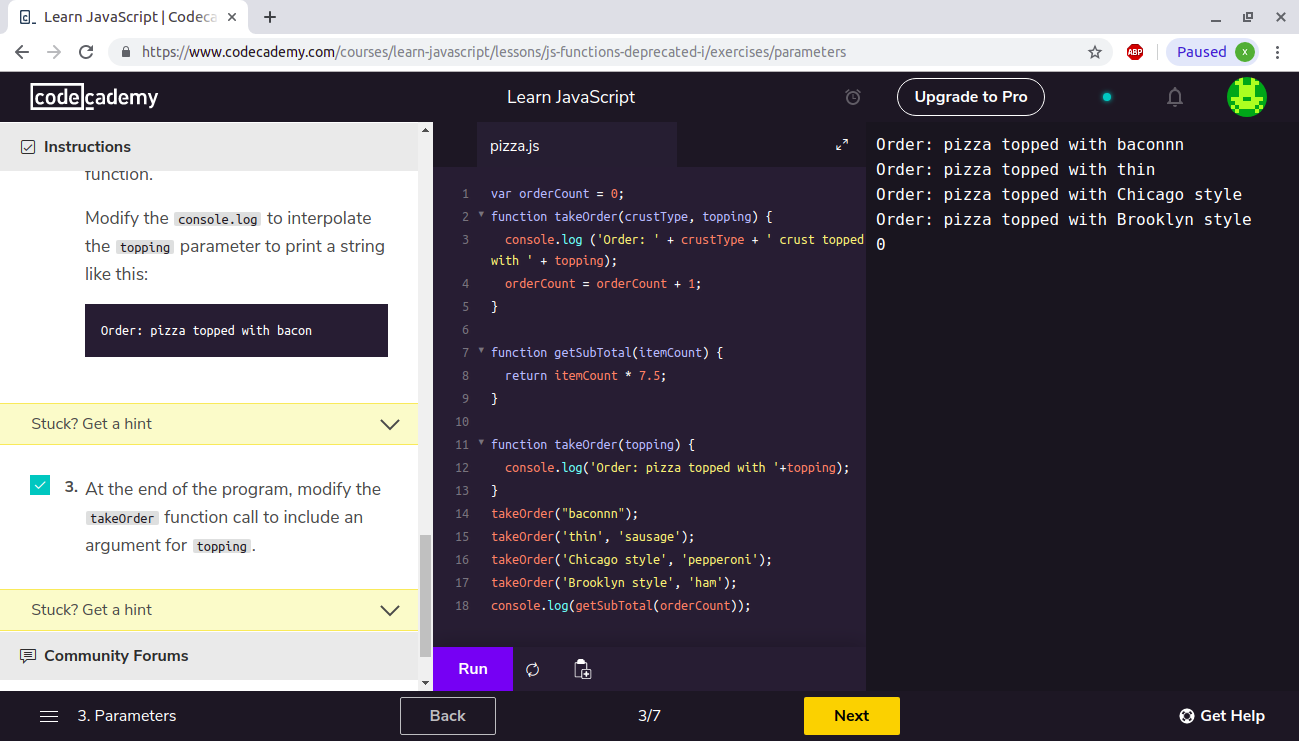 Learn JavaScript | Codeca
https://www.codecademy.com/courses/learn-javascript/lessons/js-functions-deprecated-i/exercises/parameters
ABP
Paused
x
codecademy
Learn JavaScript
Upgrade to Pro
Instructions
function.
Modify the console.log to interpolate
the topping parameter to print a string
like this:
Order: pizza topped with bacon
Stuck? Get a hint
3. At the end of the program, modify the
takeOrder function call to include an
argument for topping.
Stuck? Get a hint
Community Forums
pizza.js
1 var orderCount = 0;
2 function takeOrder(crustType, topping) {
3 console.log ('Order: ' + crustType + ' crust topped
with ' + topping);
4 orderCount = orderCount + 1;
5 }
6
7 function getSubTotal(itemCount) {
8 return itemCount * 7.5;
9 }
10
11 function takeOrder(topping) {
12 console.log('Order: pizza topped with '+topping);
13 }
14 takeOrder("baconnn");
15 takeOrder('thin', 'sausage');
16 takeOrder('Chicago style', 'pepperoni');
17 takeOrder('Brooklyn style', 'ham');
18 console.log(getSubTotal(orderCount));
Run
Order: pizza topped with baconnn
Order: pizza topped with thin
Order: pizza topped with Chicago style
Order: pizza topped with Brooklyn style
0
3. Parameters
Back
3/7
Next
Get Help